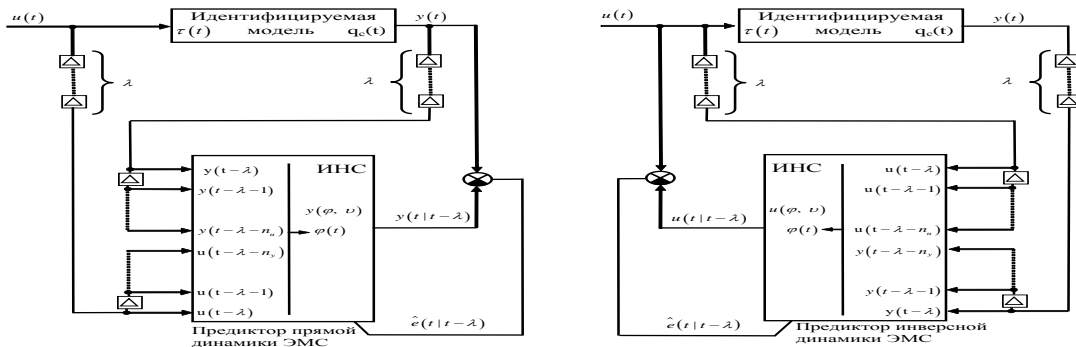 u(t)
Идентифицируемая
τ(t) модель q_c(t)
y(t)
λ
λ
y(t−λ)
y(t−λ−1)
y(t−λ−n_u)
u(t−λ−n_y)
u(t−λ−1)
u(t−λ)
ИНС
y(φ, υ)
φ(t)
y(t|t−λ)
ê(t|t−λ)
Предиктор прямой
динамики ЭМС
u(t)
Идентифицируемая
τ(t) модель q_c(t)
y(t)
λ
λ
ИНС
u(φ, υ)
φ(t)
u(t−λ)
u(t−λ−1)
u(t−λ−n_u)
y(t−λ−n_y)
y(t−λ−1)
y(t−λ)
u(t|t−λ)
ê(t|t−λ)
Предиктор инверсной
динамики ЭМС